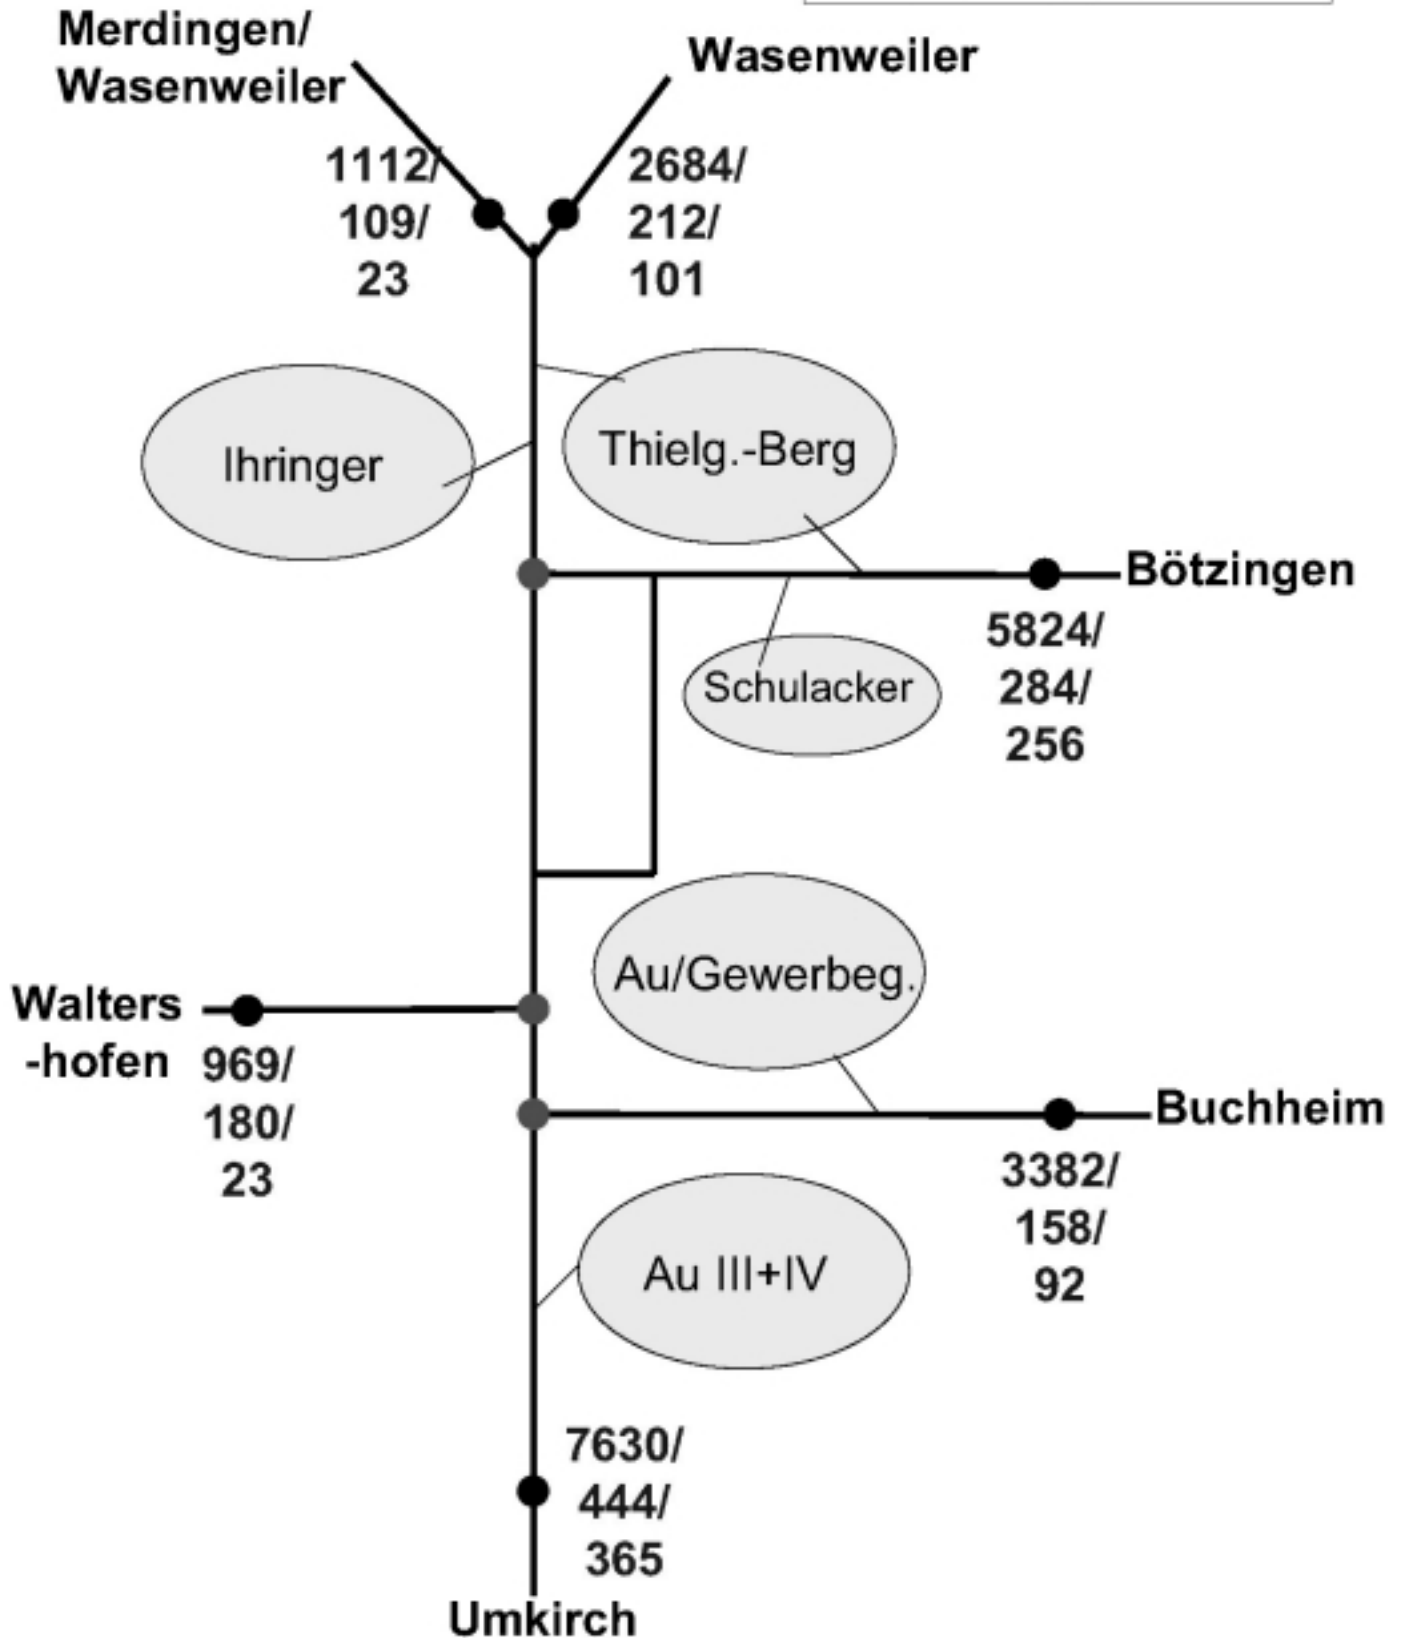 Merdingen/
Wasenweiler
Wasenweiler
1112/
109/
23
2684/
212/
101
Ihringer
Thielg.-Berg
Bötzingen
5824/
284/
256
Schulacker
Au/Gewerbeg.
Walters
-hofen
969/
180/
23
Buchheim
3382/
158/
92
Au III+IV
7630/
444/
365
Umkirch